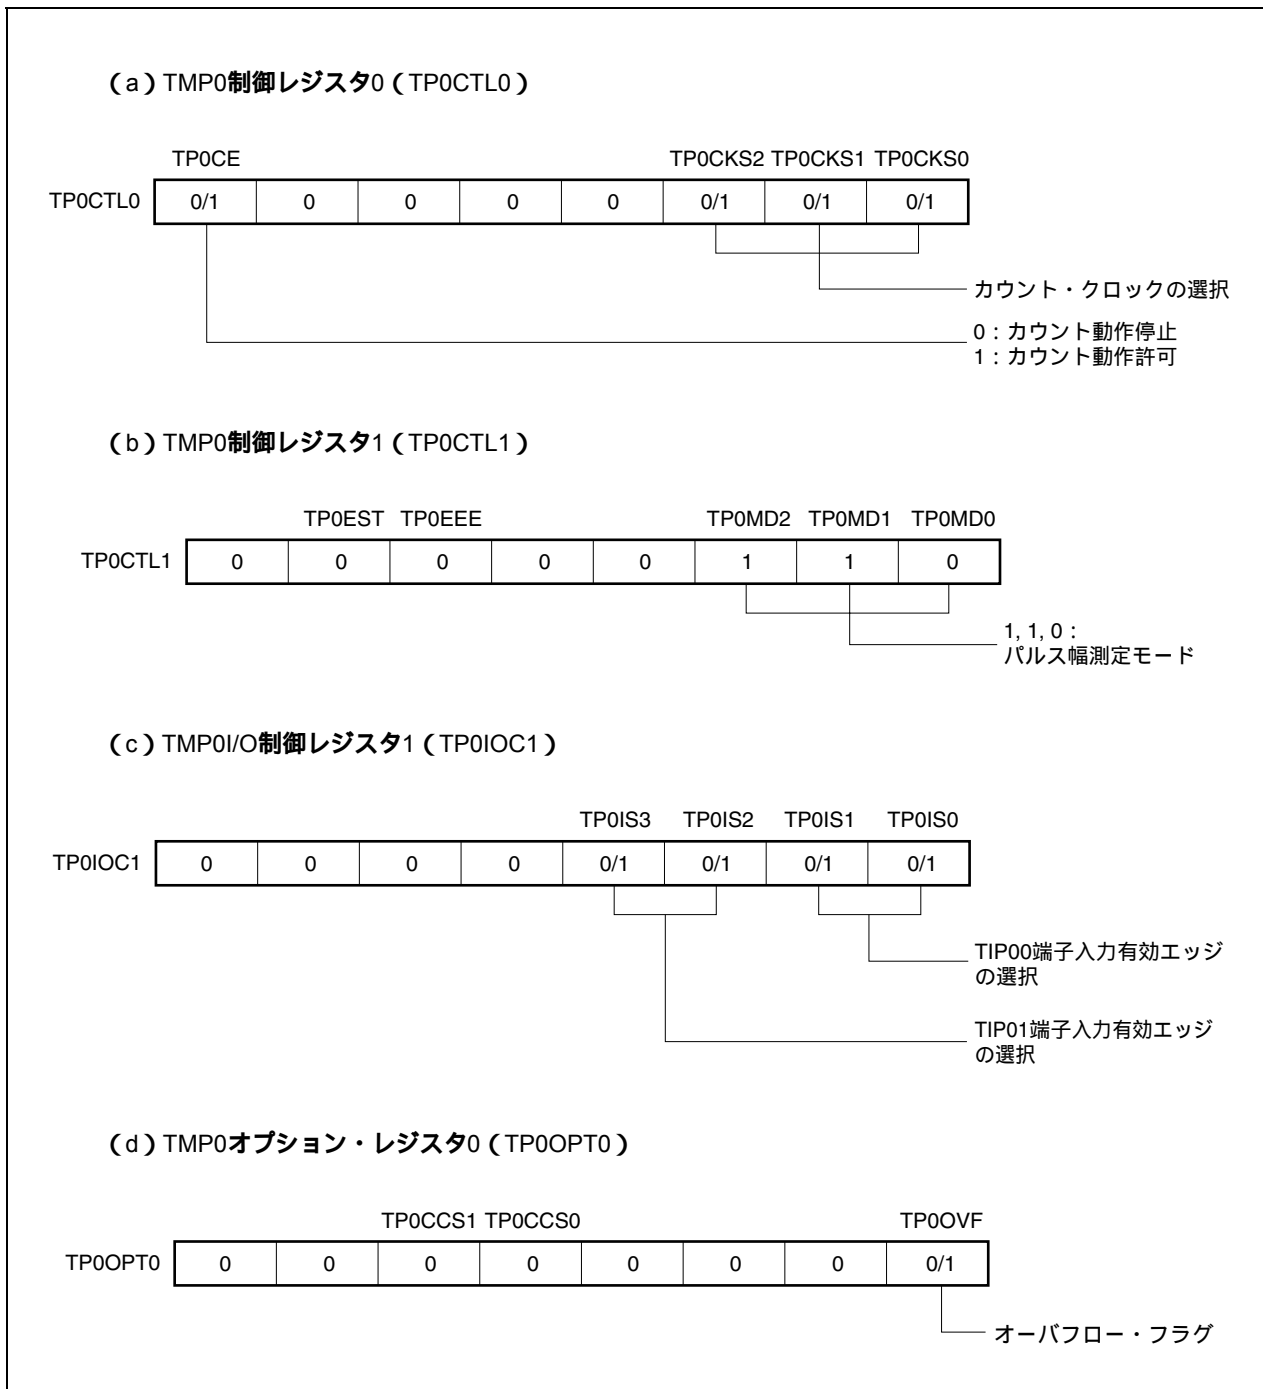 (a)TMP0制御レジスタ0(TP0CTL0)
TP0CE TP0CKS2 TP0CKS1 TP0CKS0
TP0CTL0 0/1 0 0 0 0 0/1 0/1 0/1
カウント・クロックの選択
0:カウント動作停止
1:カウント動作許可
(b)TMP0制御レジスタ1(TP0CTL1)
TP0EST TP0EEE TP0MD2 TP0MD1 TP0MD0
TP0CTL1 0 0 0 0 0 1 1 0
1, 1, 0:
パルス幅測定モード
(c)TMP0I/O制御レジスタ1(TP0IOC1)
TP0IS3 TP0IS2 TP0IS1 TP0IS0
TP0IOC1 0 0 0 0 0/1 0/1 0/1 0/1
TIP00端子入力有効エッジ
の選択
TIP01端子入力有効エッジ
の選択
(d)TMP0オプション・レジスタ0(TP0OPT0)
TP0CCS1 TP0CCS0 TP0OVF
TP0OPT0 0 0 0 0 0 0 0 0/1
オーバフロー・フラグ